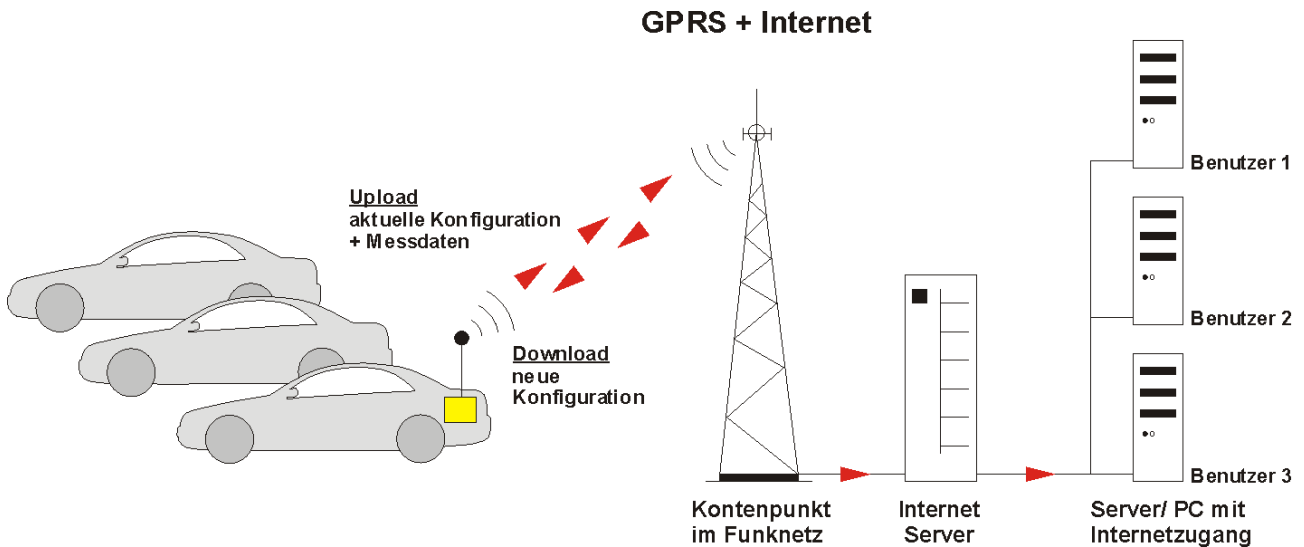 GPRS + Internet
Upload
aktuelle Konfiguration
+ Messdaten
Download
neue
Konfiguration
Benutzer 1
Benutzer 2
Benutzer 3
Kontenpunkt
im Funknetz
Internet
Server
Server/ PC mit
Internetzugang